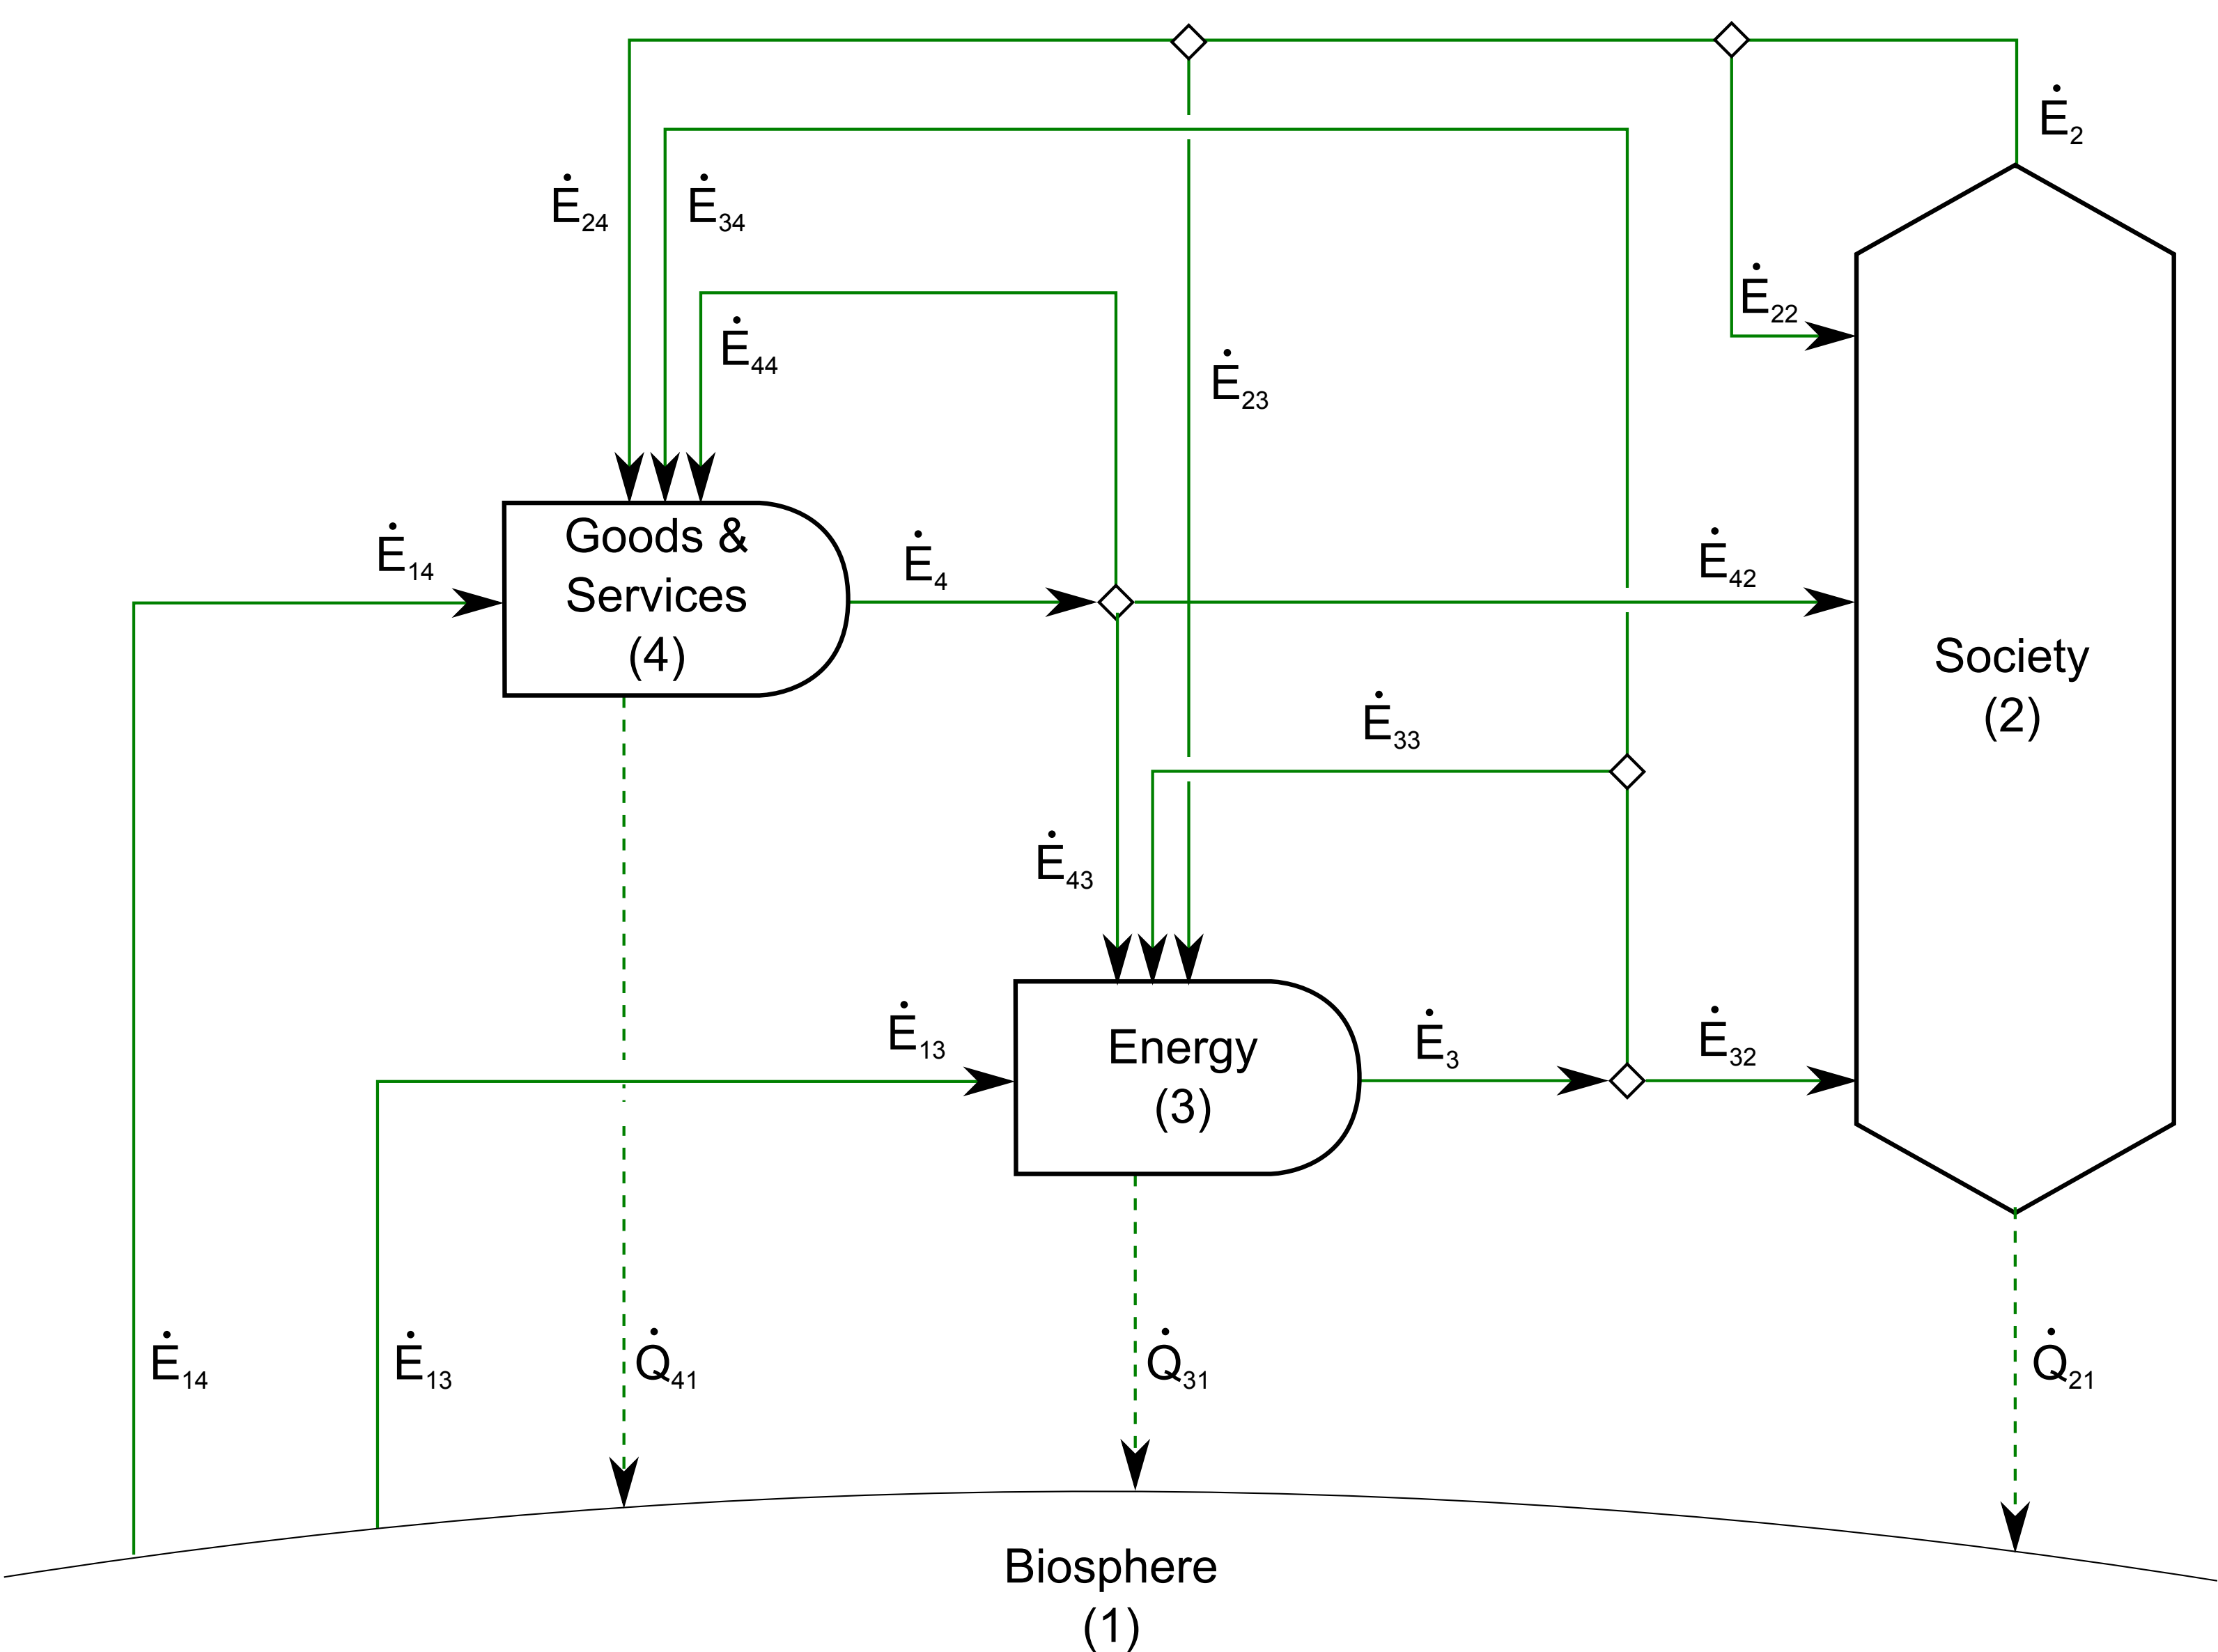 Ė₂
Ė₂₄
Ė₃₄
Ė₂₂
Ė₄₄
Ė₂₃
Ė₁₄
Goods &
Services
(4)
Ė₄
Ė₄₂
Society
(2)
Ė₃₃
Ė₄₃
Ė₁₃
Energy
(3)
Ė₃
Ė₃₂
Ė₁₄
Ė₁₃
Q̇₄₁
Q̇₃₁
Q̇₂₁
Biosphere
(1)